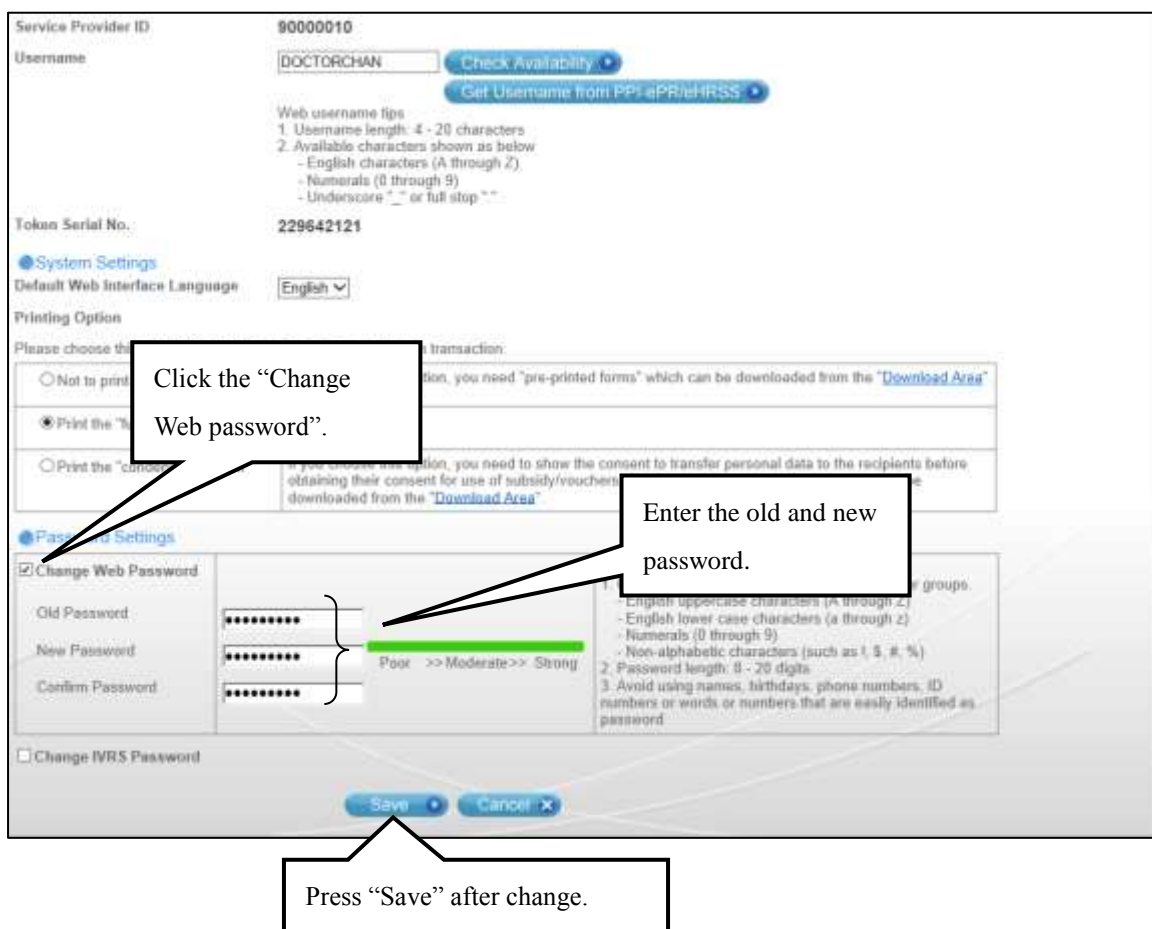 Service Provider ID 90000010
Username DOCTORCHAN Check Availability
Get Username from PPI-ePR/eHRSS
Web username tips
1. Username length: 4 - 20 characters
2. Available characters shown as below
- English characters (A through Z)
- Numerals (0 through 9)
- Underscore "_" or full stop "."
Token Serial No. 229642121
System Settings
Default Web Interface Language English
Printing Option
Please choose transaction:
Not to print tion, you need "pre-printed forms" which can be downloaded from the "Download Area"
Print the
Print the option, you need to show the consent to transfer personal data to the recipients before
obtaining their consent for use of subsidy/vouchers
downloaded from the "Download Area"
Click the “Change
Web password”.
Password Settings
Enter the old and new
password.
Change Web Password
1. groups.
- English uppercase characters (A through Z)
- English lower case characters (a through z)
- Numerals (0 through 9)
- Non-alphabetic characters (such as !, $, #, %)
2. Password length: 8 - 20 digits
3. Avoid using names, birthdays, phone numbers, ID
numbers or words or numbers that are easily identified as
password
Old Password •••••••••
New Password ••••••••• Poor >> Moderate >> Strong
Confirm Password •••••••••
Change IVRS Password
Save Cancel
Press “Save” after change.